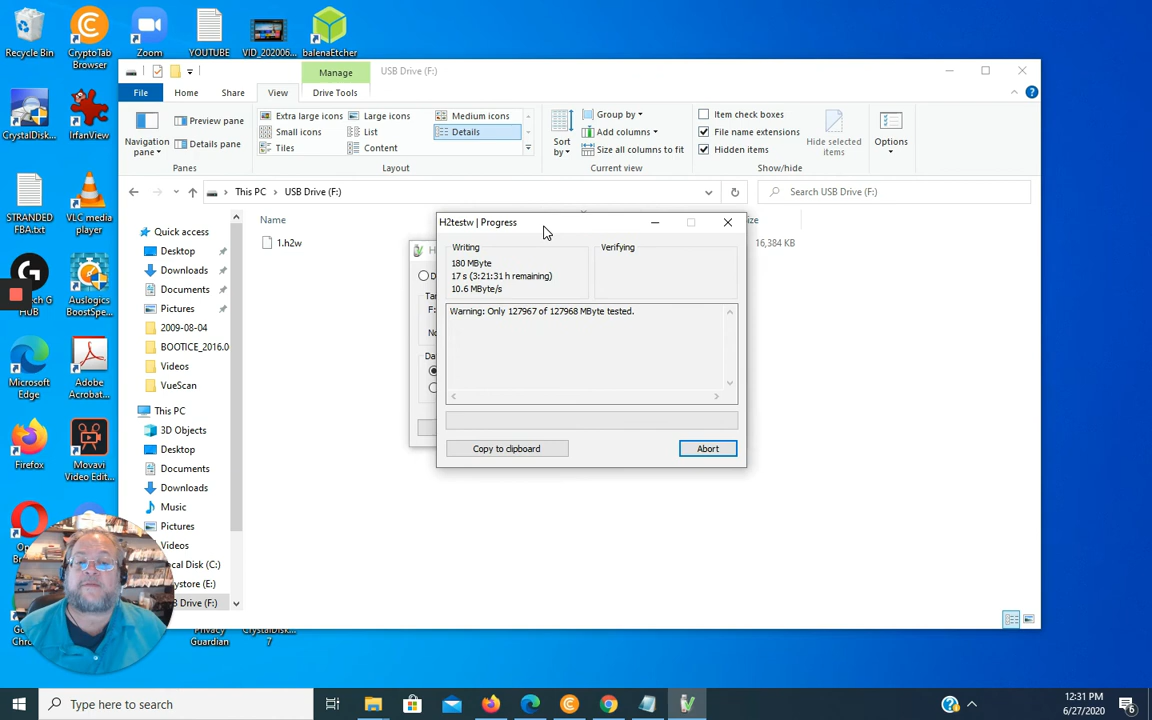 Recycle Bin
CryptoTab
Browser
Zoom
YOUTUBE
VID_202006...
balenaEtcher
CrystalDisk...
IrfanView
STRANDED
FBA.txt
VLC media
player
G HUB
Auslogics
BoostSpe...
Microsoft
Edge
Adobe
Acrobat...
Firefox
Movavi
Video Edit...
Privacy
Guardian
CrystalDisk...
7
Manage
USB Drive (F:)
File
Home
Share
View
Drive Tools
Navigation
pane
Preview pane
Details pane
Panes
Extra large icons
Large icons
Medium icons
Small icons
List
Details
Tiles
Content
Layout
Sort
by
Group by
Add columns
Size all columns to fit
Current view
Item check boxes
File name extensions
Hidden items
Hide selected
items
Show/hide
Options
This PC
USB Drive (F:)
Search USB Drive (F:)
Name
1.h2w
16,384 KB
Quick access
Desktop
Downloads
Documents
Pictures
2009-08-04
BOOTICE_2016.0
Videos
VueScan
This PC
3D Objects
Desktop
Documents
Downloads
Music
Pictures
Videos
H2testw | Progress
Writing
180 MByte
17 s (3:21:31 h remaining)
10.6 MByte/s
Verifying
Warning: Only 127967 of 127968 MByte tested.
Copy to clipboard
Abort
Type here to search
12:31 PM
6/27/2020
6